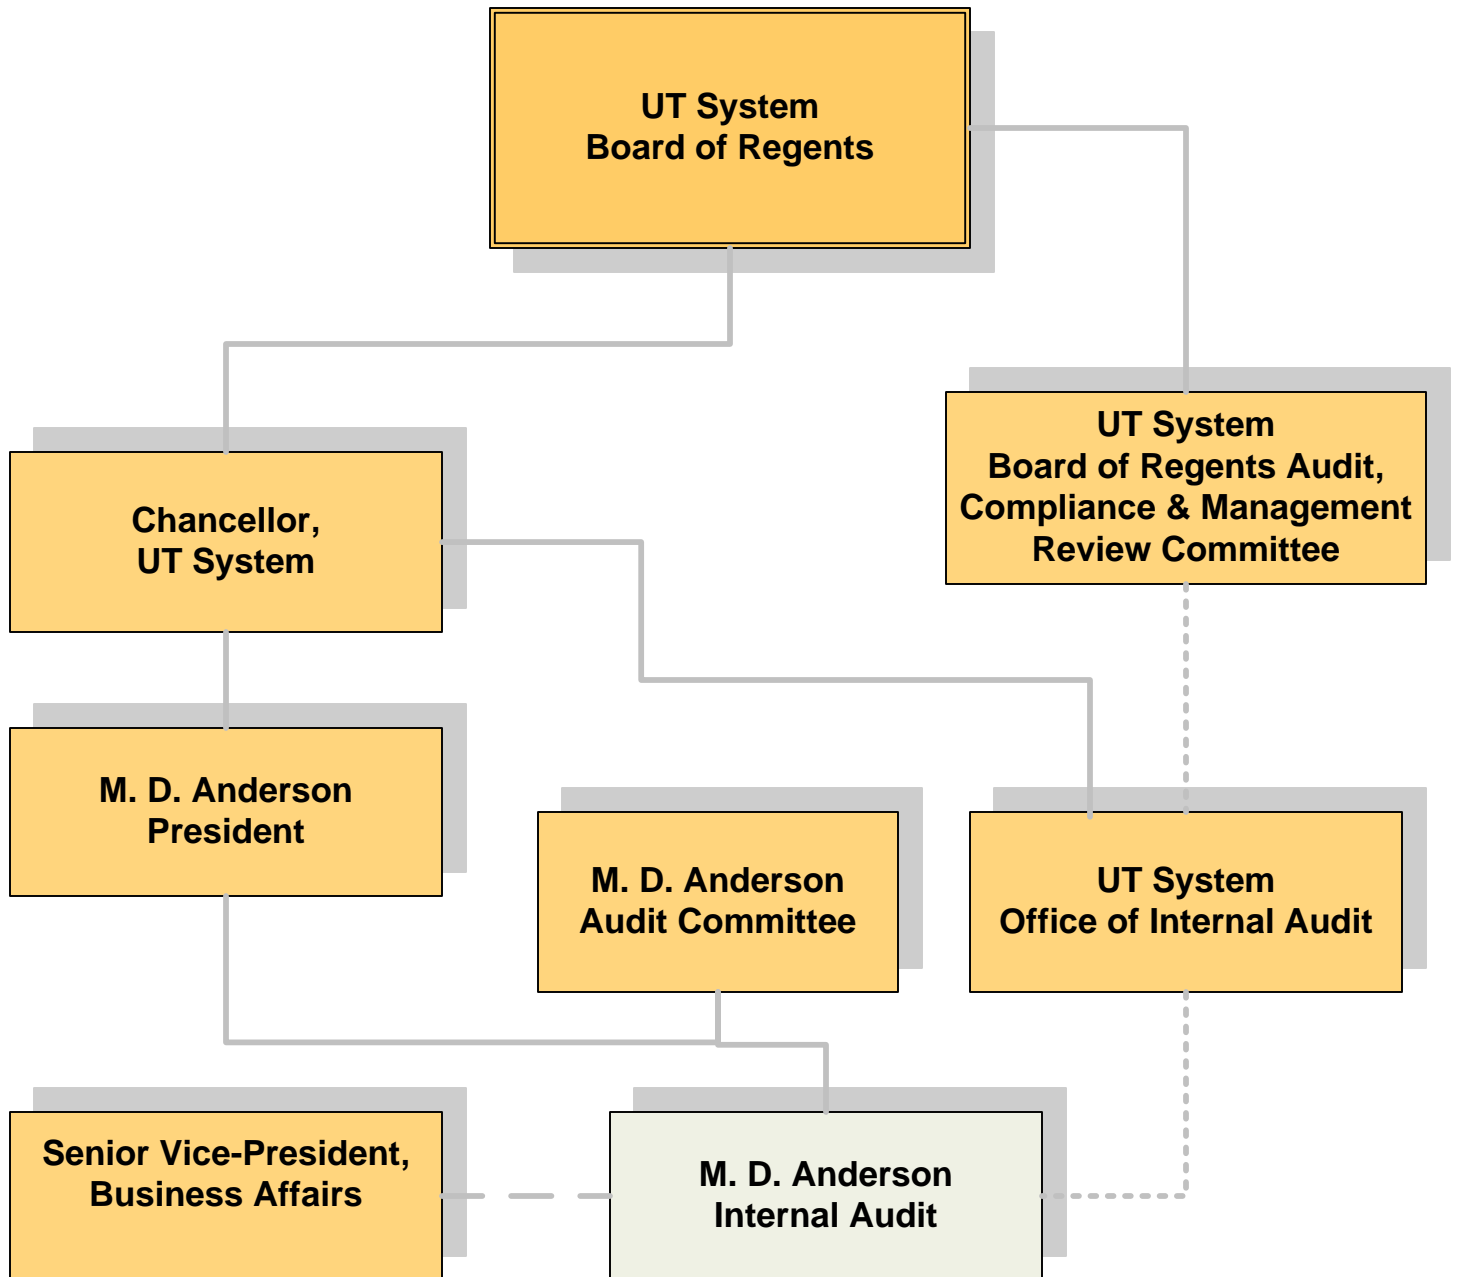 UT System
Board of Regents
UT System
Board of Regents Audit,
Compliance & Management
Review Committee
Chancellor,
UT System
M. D. Anderson
President
M. D. Anderson
Audit Committee
UT System
Office of Internal Audit
Senior Vice-President,
Business Affairs
M. D. Anderson
Internal Audit